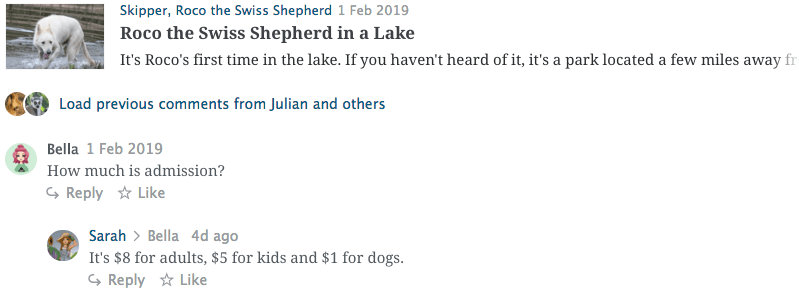 Skipper, Roco the Swiss Shepherd 1 Feb 2019
Roco the Swiss Shepherd in a Lake
It's Roco's first time in the lake. If you haven't heard of it, it's a park located a few miles away fr
Load previous comments from Julian and others
Bella 1 Feb 2019
How much is admission?
Reply Like
Sarah > Bella 4d ago
It's $8 for adults, $5 for kids and $1 for dogs.
Reply Like